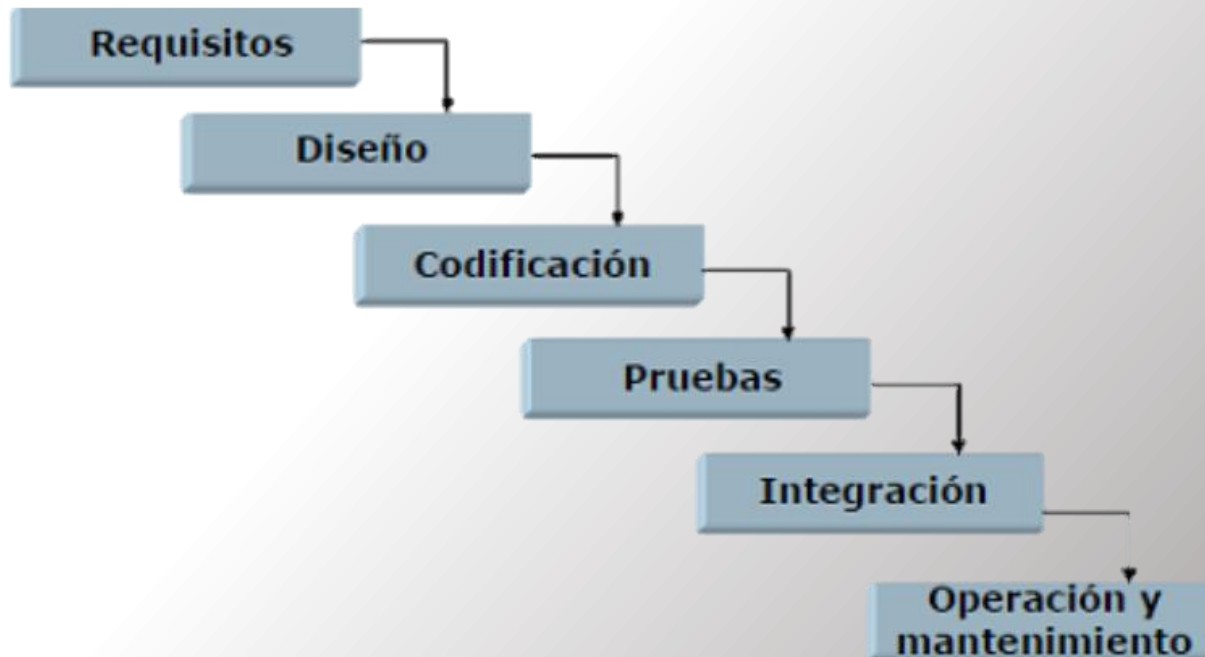 Requisitos
Diseño
Codificación
Pruebas
Integración
Operación y
mantenimiento